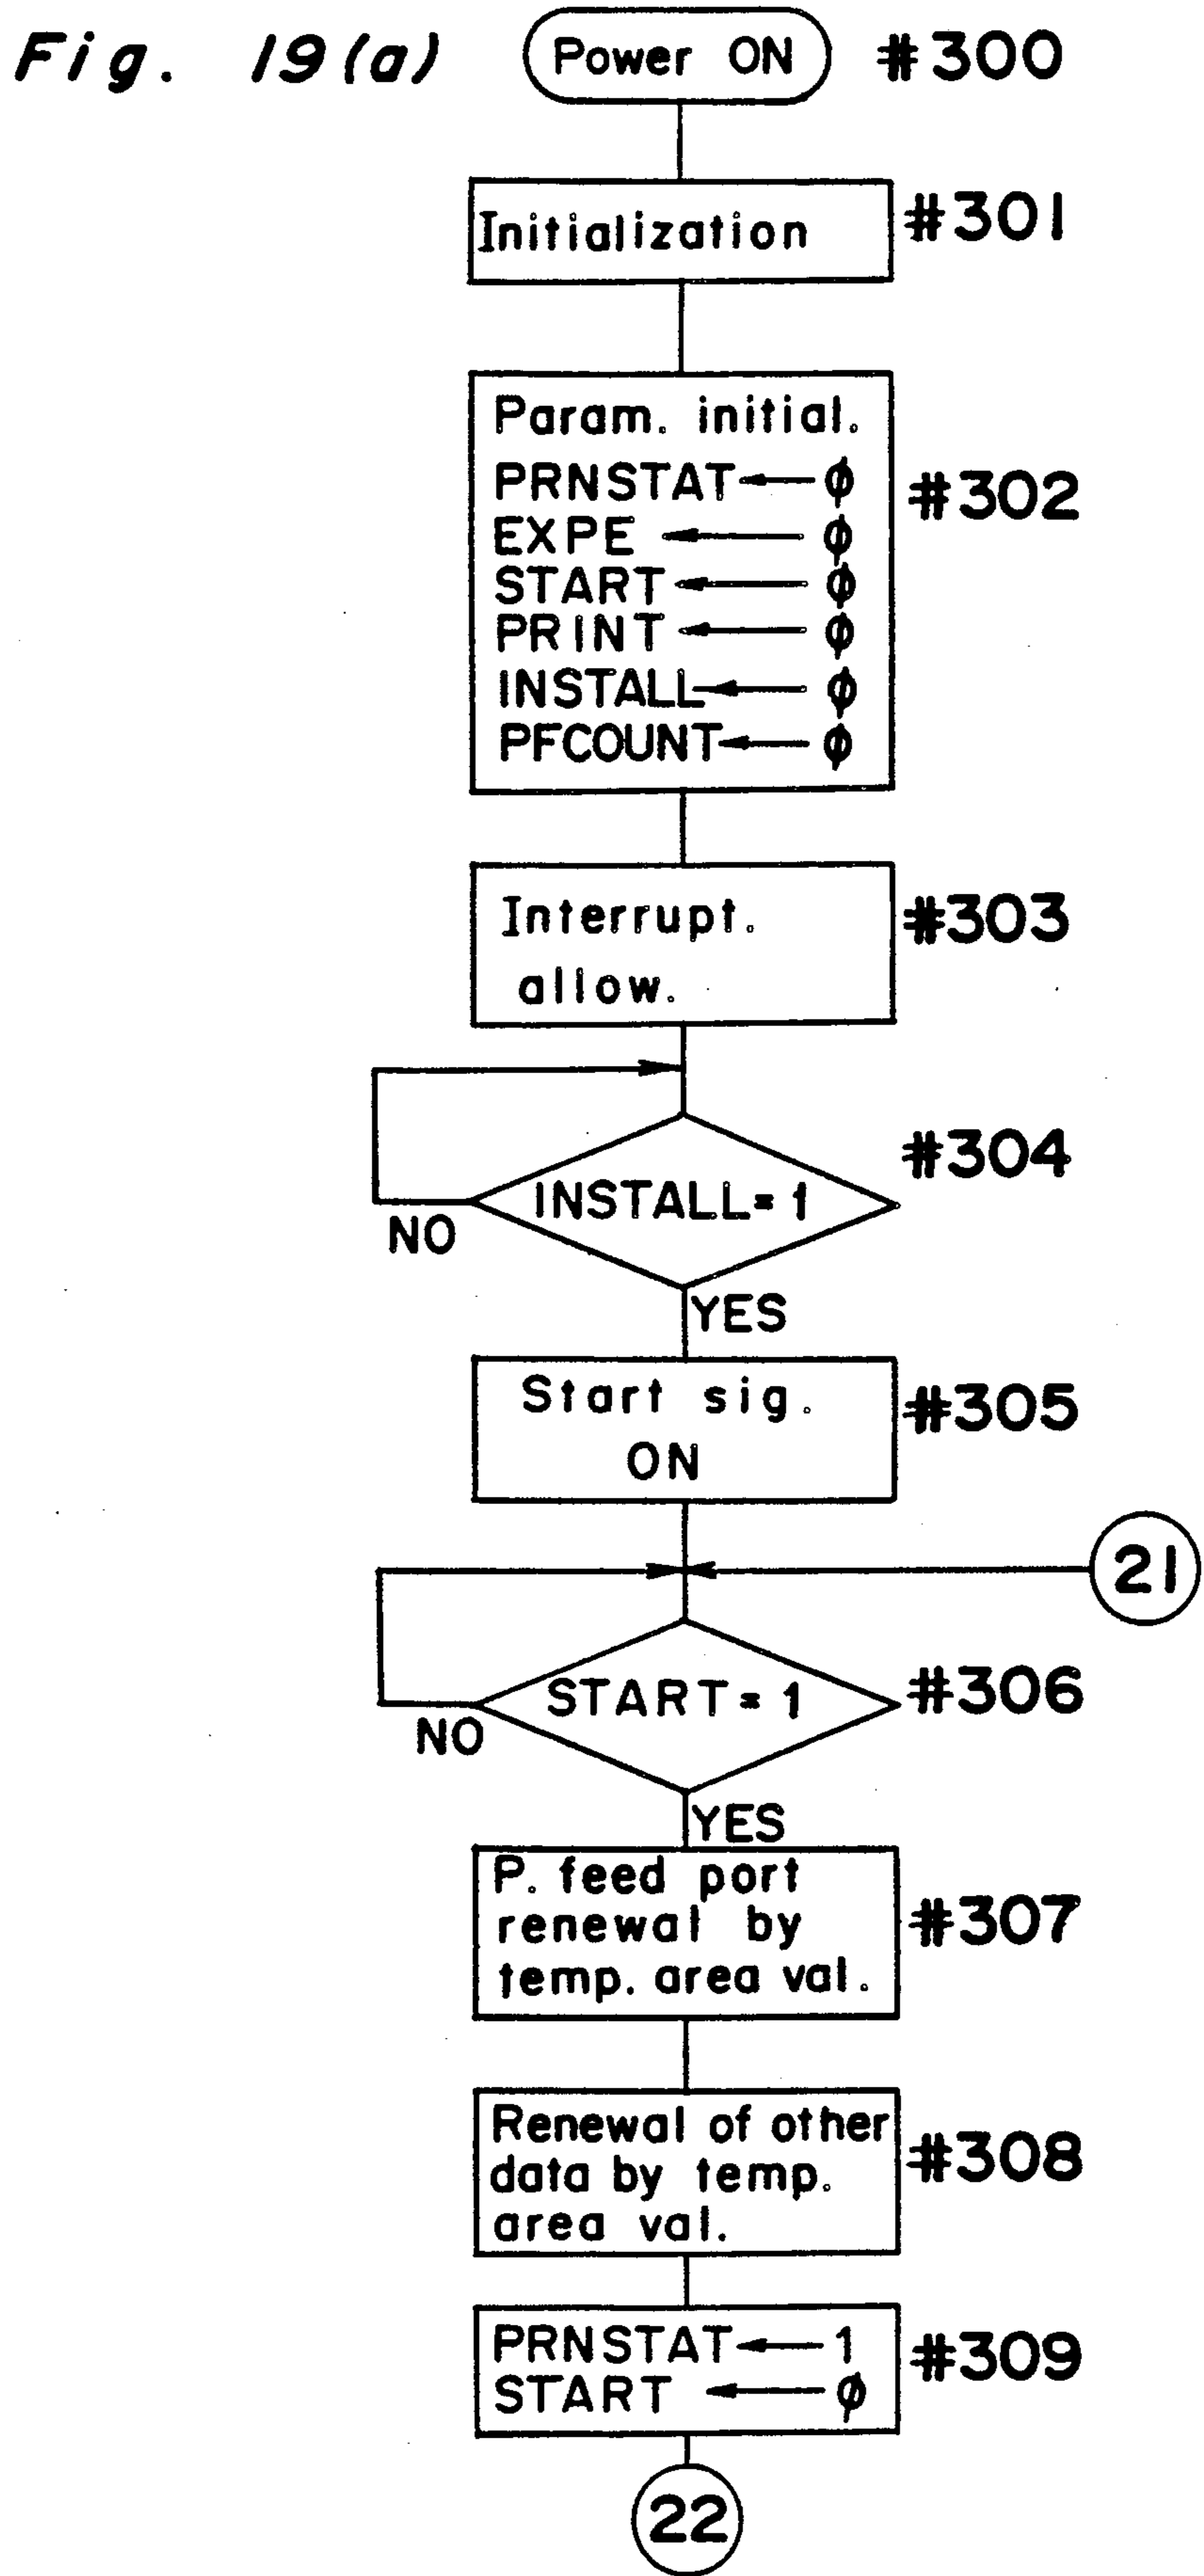 Fig. 19(a)
Power ON #300
Initialization #301
Param. initial.
PRNSTAT ← φ #302
EXPE ← φ
START ← φ
PRINT ← φ
INSTALL ← φ
PFCOUNT ← φ
Interrupt. #303
allow.
#304
INSTALL = 1
NO
YES
Start sig. #305
ON
21
START = 1 #306
NO
YES
P. feed port
renewal by #307
temp. area val.
Renewal of other
data by temp. #308
area val.
PRNSTAT ← 1 #309
START ← φ
22